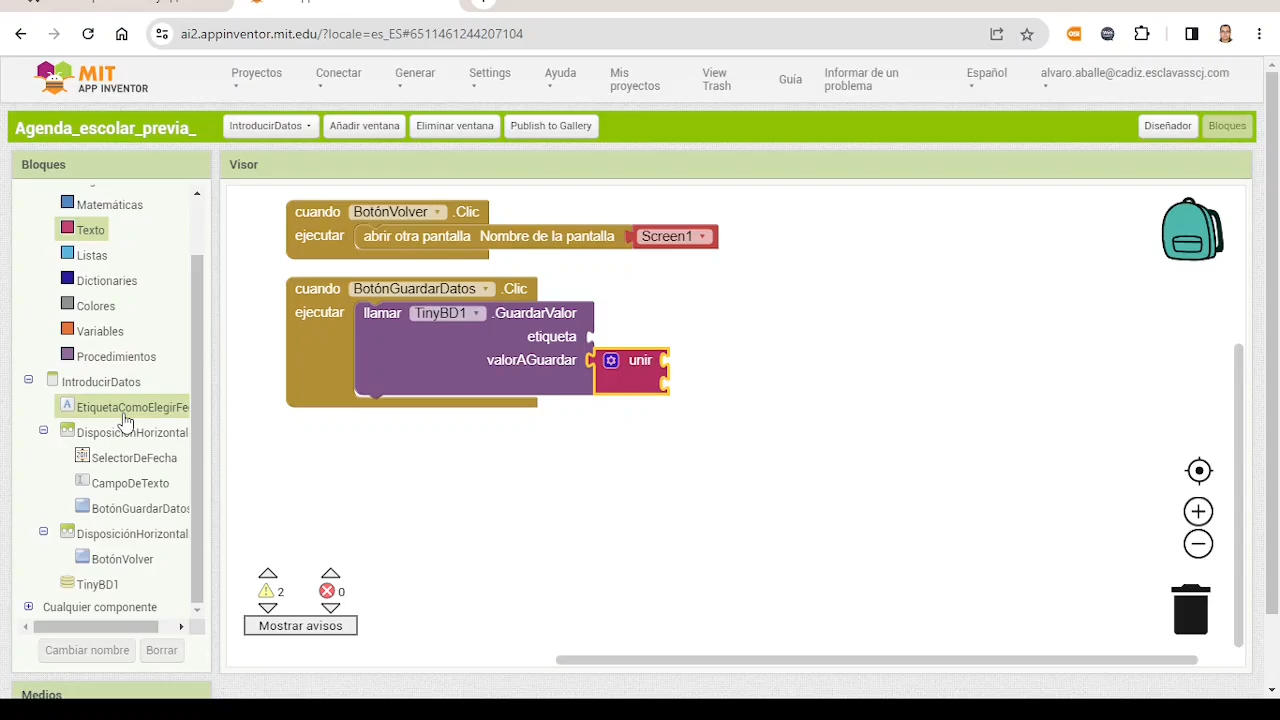 ai2.appinventor.mit.edu/?locale=es_ES#6511461244207104
MIT
APP INVENTOR
Proyectos
Conectar
Generar
Settings
Ayuda
Mis
proyectos
View
Trash
Guía
Informar de un
problema
Español
alvaro.aballe@cadiz.esclavasscj.com
Agenda_escolar_previa_
IntroducirDatos
Añadir ventana
Eliminar ventana
Publish to Gallery
Diseñador
Bloques
Bloques
Visor
Matemáticas
Texto
Listas
Dictionaries
Colores
Variables
Procedimientos
IntroducirDatos
EtiquetaComoElegirFe
DisposiciónHorizontal
SelectorDeFecha
CampoDeTexto
BotónGuardarDatos
DisposiciónHorizontal
BotónVolver
TinyBD1
Cualquier componente
Cambiar nombre
Borrar
Medios
cuando BotónVolver .Clic
ejecutar abrir otra pantalla Nombre de la pantalla Screen1
cuando BotónGuardarDatos .Clic
ejecutar llamar TinyBD1 .GuardarValor
etiqueta
valorAGuardar unir
2
0
Mostrar avisos